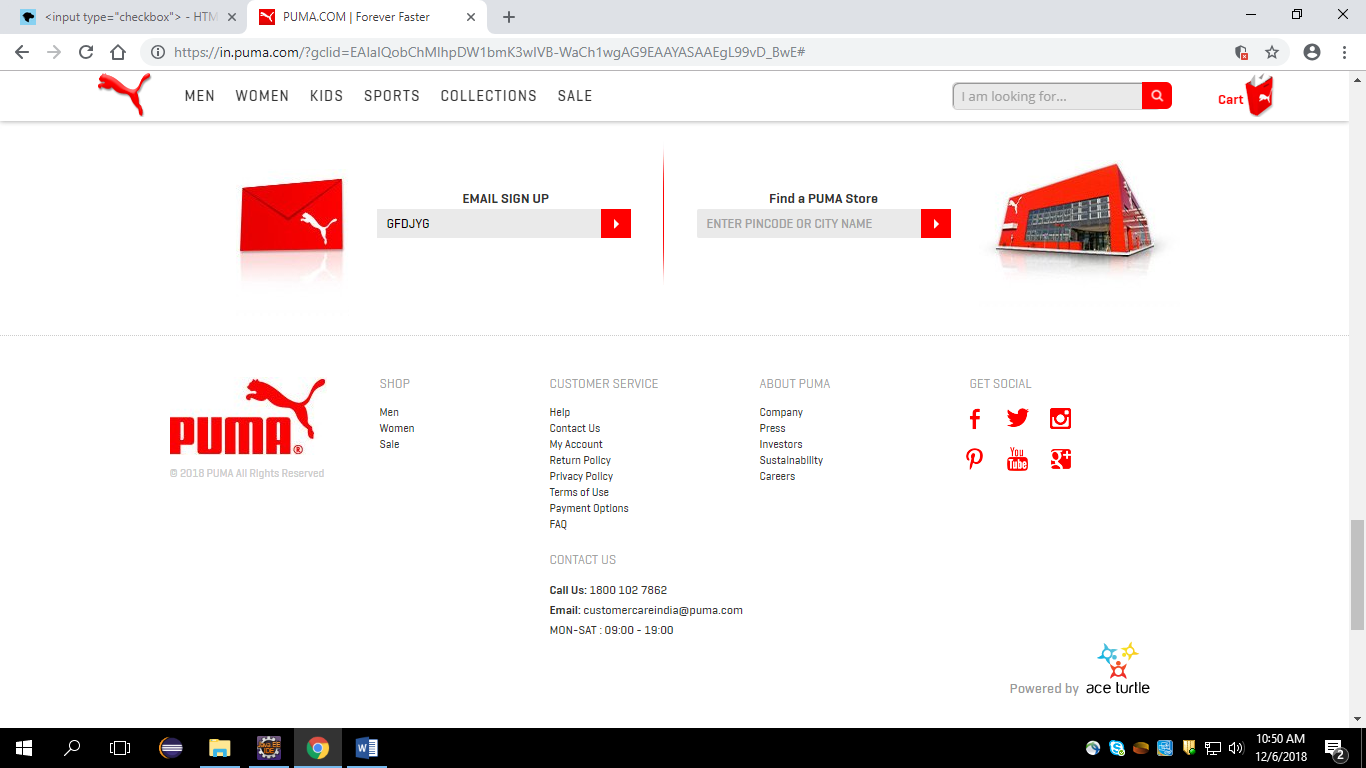 <input type="checkbox"> - HTM
PUMA.COM | Forever Faster
https://in.puma.com/?gclid=EAIaIQobChMIhpDW1bmK3wIVB-WaCh1wgAG9EAAYASAAEgL99vD_BwE#
MEN WOMEN KIDS SPORTS COLLECTIONS SALE
I am looking for...
Cart
EMAIL SIGN UP
GFDJYG
Find a PUMA Store
ENTER PINCODE OR CITY NAME
PUMA®
© 2018 PUMA All Rights Reserved
SHOP
Men
Women
Sale
CUSTOMER SERVICE
Help
Contact Us
My Account
Return Policy
Privacy Policy
Terms of Use
Payment Options
FAQ
CONTACT US
Call Us: 1800 102 7862
Email: customercareindia@puma.com
MON-SAT : 09:00 - 19:00
ABOUT PUMA
Company
Press
Investors
Sustainability
Careers
GET SOCIAL
You
Tube
Powered by ace turtle
10:50 AM
12/6/2018
2